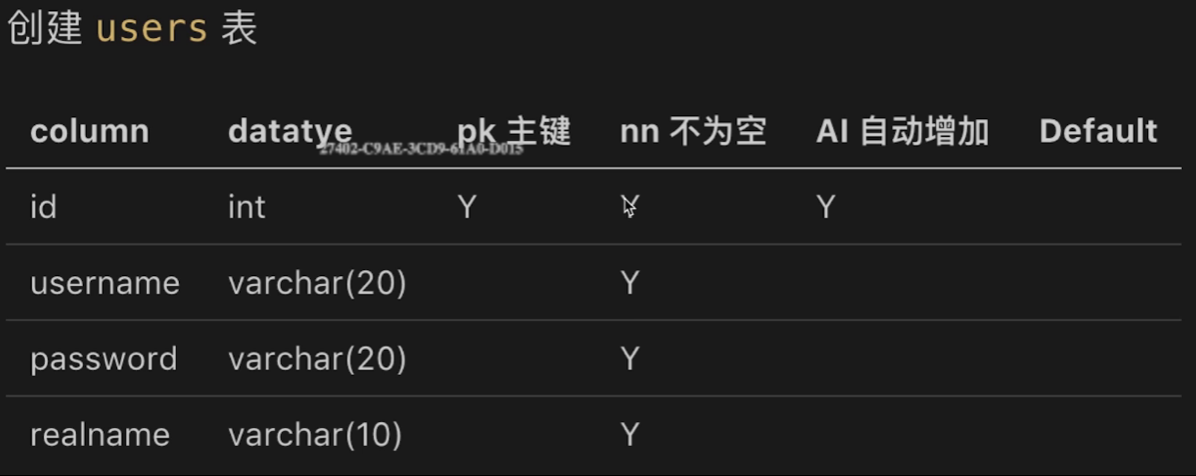 创建 users 表
column datatye pk 主键 nn 不为空 AI 自动增加 Default
27402-C9AE-3CD9-61A0-D015
id int Y Y Y
username varchar(20) Y
password varchar(20) Y
realname varchar(10) Y